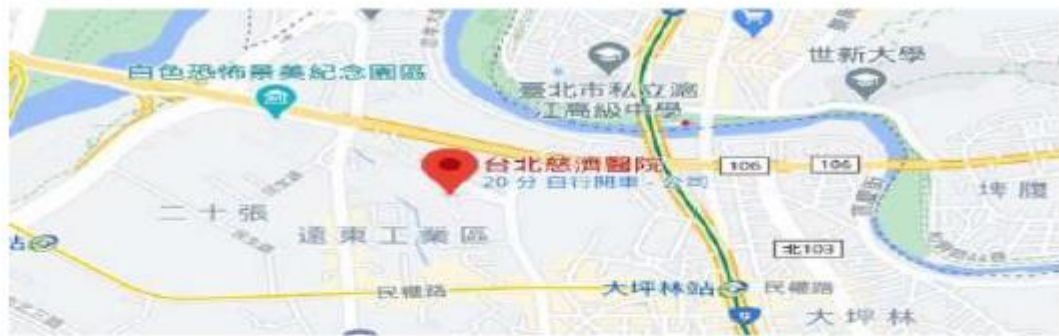 世新大學
白色恐怖景美紀念園區
臺北市私立滬
江高級中學
台北慈濟醫院
20 分 自行開車 - 公司
106
106
埤腹
二十張
遠東工業區
站
北103
民權路
大坪林站
民權路
大坪林